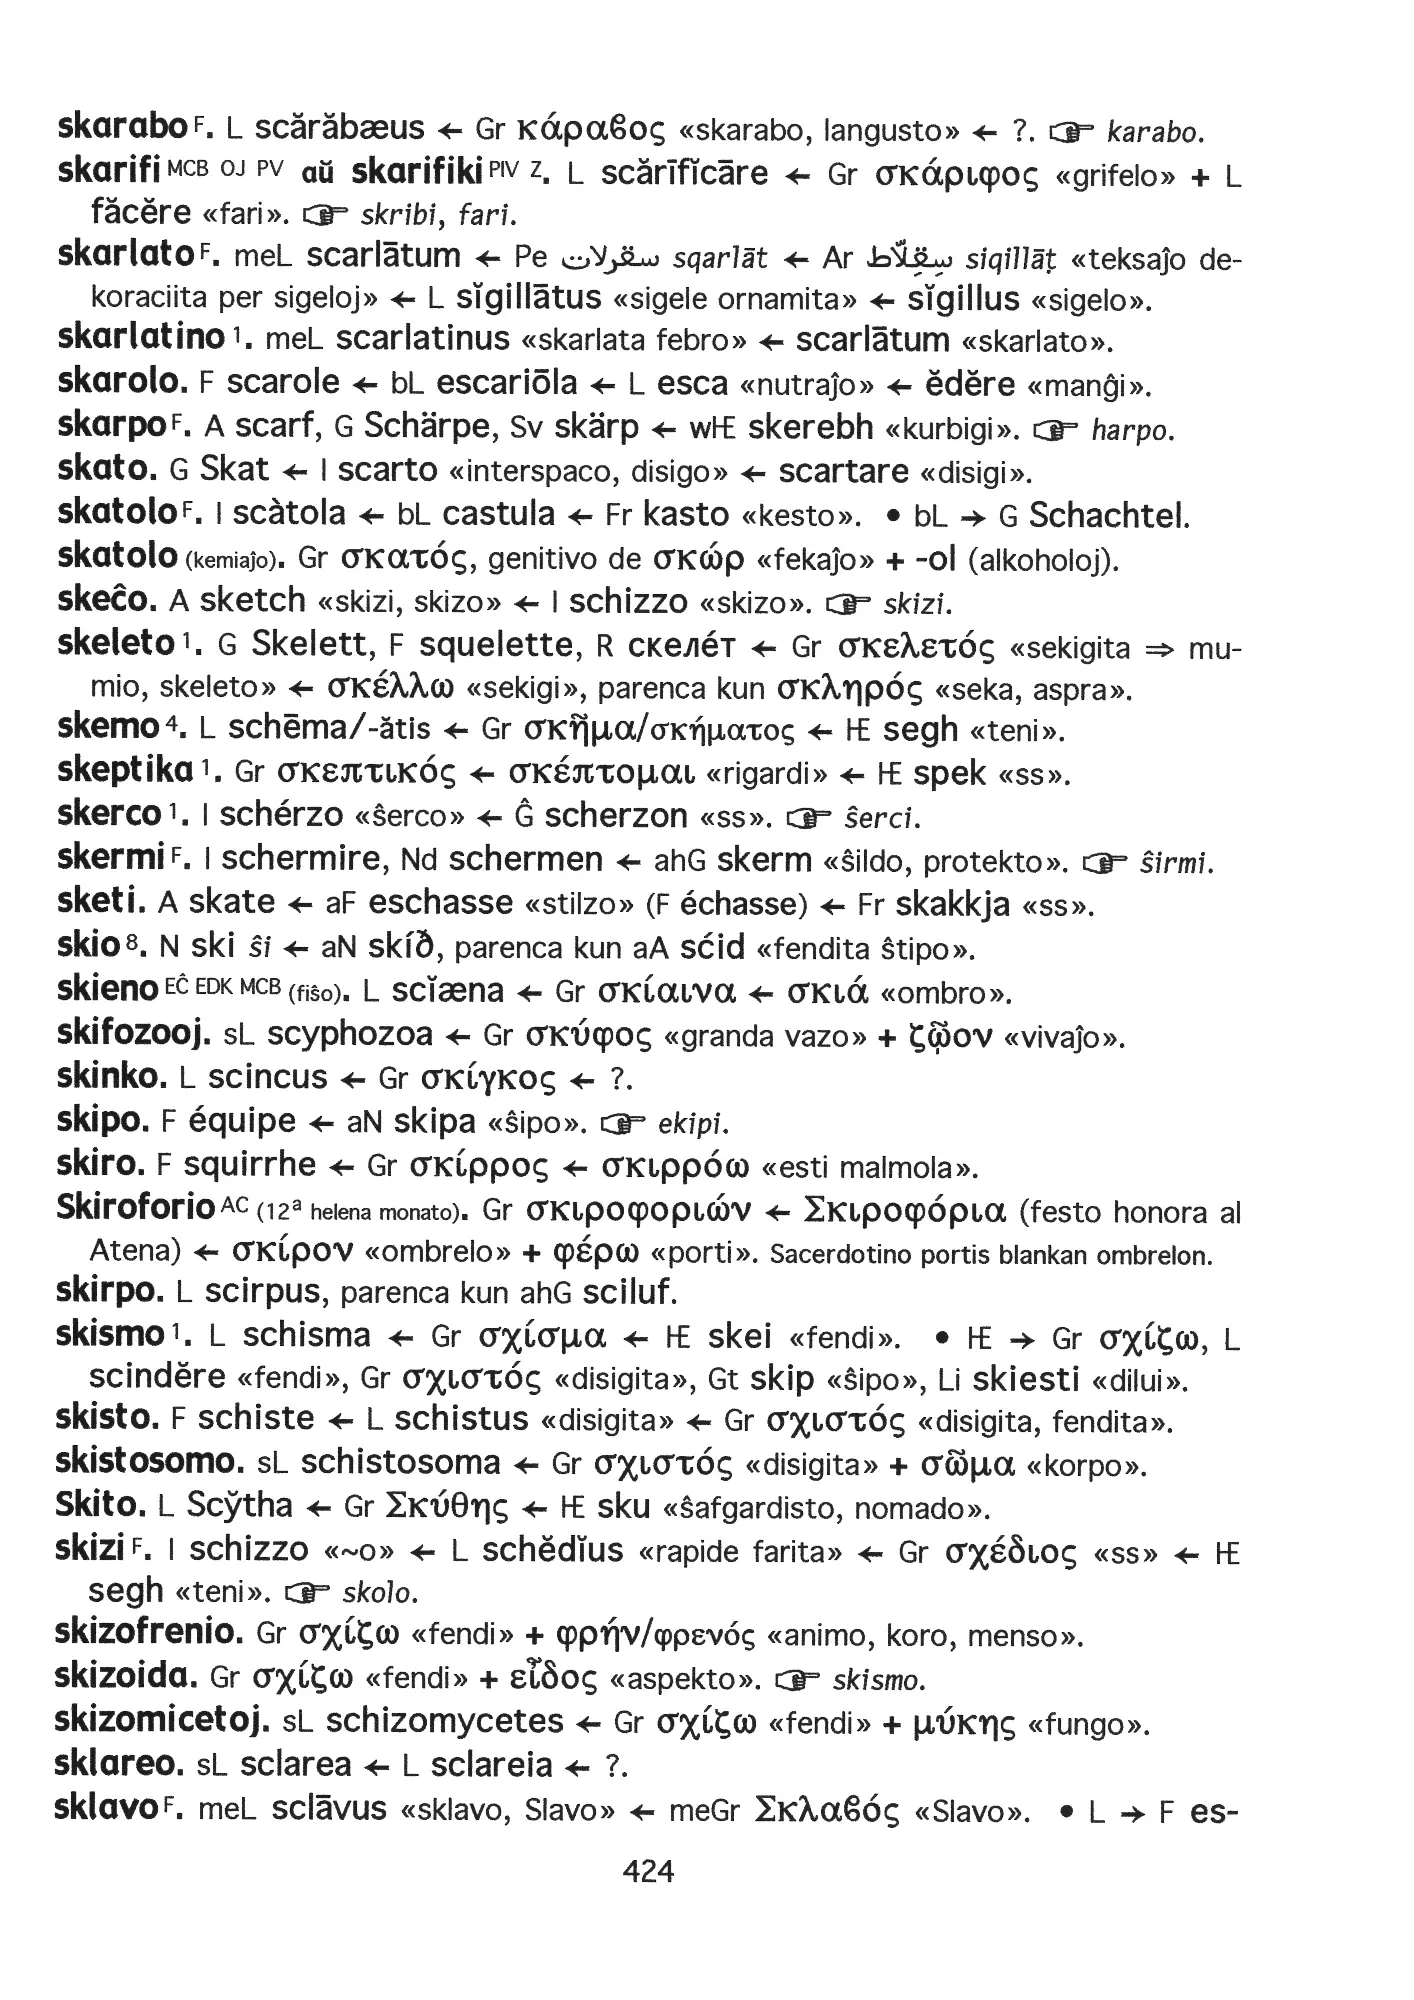 skarabo F. L scărăbæus ← Gr κάραϐος «skarabo, langusto» ← ?. ☞ karabo.
skarifi MCB OJ PV aŭ skarifiki PIV Z. L scărīfĭcāre ← Gr σκάριφος «grifelo» + L
făcĕre «fari». ☞ skribi, fari.
skarlato F. meL scarlātum ← Pe سقرلات sqarlāt ← Ar سِقِلَّاط siqillāṭ «teksaĵo de-
koraciita per sigeloj» ← L sĭgillātus «sigele ornamita» ← sĭgillus «sigelo».
skarlatino 1. meL scarlatinus «skarlata febro» ← scarlātum «skarlato».
skarolo. F scarole ← bL escariōla ← L esca «nutraĵo» ← ĕdĕre «manĝi».
skarpo F. A scarf, G Schärpe, Sv skärp ← wIE skerebh «kurbigi». ☞ harpo.
skato. G Skat ← I scarto «interspaco, disigo» ← scartare «disigi».
skatolo F. I scàtola ← bL castula ← Fr kasto «kesto». • bL → G Schachtel.
skatolo (kemiaĵo). Gr σκατός, genitivo de σκώρ «fekaĵo» + -ol (alkoholoj).
skeĉo. A sketch «skizi, skizo» ← I schizzo «skizo». ☞ skizi.
skeleto 1. G Skelett, F squelette, R скелéт ← Gr σκελετός «sekigita ⇒ mu-
mio, skeleto» ← σκέλλω «sekigi», parenca kun σκληρός «seka, aspra».
skemo 4. L schēma/-ătis ← Gr σκῆμα/σκήματος ← IE segh «teni».
skeptika 1. Gr σκεπτικός ← σκέπτομαι «rigardi» ← IE spek «ss».
skerco 1. I schérzo «ŝerco» ← Ĝ scherzon «ss». ☞ ŝerci.
skermi F. I schermire, Nd schermen ← ahG skerm «ŝildo, protekto». ☞ ŝirmi.
sketi. A skate ← aF eschasse «stilzo» (F échasse) ← Fr skakkja «ss».
skio 8. N ski ŝi ← aN skíð, parenca kun aA sćid «fendita ŝtipo».
skieno EĈ EDK MCB (fiŝo). L scĭæna ← Gr σκίαινα ← σκιά «ombro».
skifozooj. sL scyphozoa ← Gr σκύφος «granda vazo» + ζῷον «vivaĵo».
skinko. L scincus ← Gr σκίγκος ← ?.
skipo. F équipe ← aN skipa «ŝipo». ☞ ekipi.
skiro. F squirrhe ← Gr σκίρρος ← σκιρρόω «esti malmola».
Skiroforio AC (12ª helena monato). Gr σκιροφοριών ← Σκιροφόρια (festo honora al
Atena) ← σκίρον «ombrelo» + φέρω «porti». Sacerdotino portis blankan ombrelon.
skirpo. L scirpus, parenca kun ahG sciluf.
skismo 1. L schisma ← Gr σχίσμα ← IE skei «fendi». • IE → Gr σχίζω, L
scindĕre «fendi», Gr σχιστός «disigita», Gt skip «ŝipo», Li skiesti «dilui».
skisto. F schiste ← L schistus «disigita» ← Gr σχιστός «disigita, fendita».
skistosomo. sL schistosoma ← Gr σχιστός «disigita» + σῶμα «korpo».
Skito. L Scy̆tha ← Gr Σκύθης ← IE sku «ŝafgardisto, nomado».
skizi F. I schizzo «~o» ← L schĕdĭus «rapide farita» ← Gr σχέδιος «ss» ← IE
segh «teni». ☞ skolo.
skizofrenio. Gr σχίζω «fendi» + φρήν/φρενός «animo, koro, menso».
skizoida. Gr σχίζω «fendi» + εἶδος «aspekto». ☞ skismo.
skizomicetoj. sL schizomycetes ← Gr σχίζω «fendi» + μύκης «fungo».
sklareo. sL sclarea ← L sclareia ← ?.
sklavo F. meL sclāvus «sklavo, Slavo» ← meGr Σκλαϐός «Slavo». • L → F es-
424